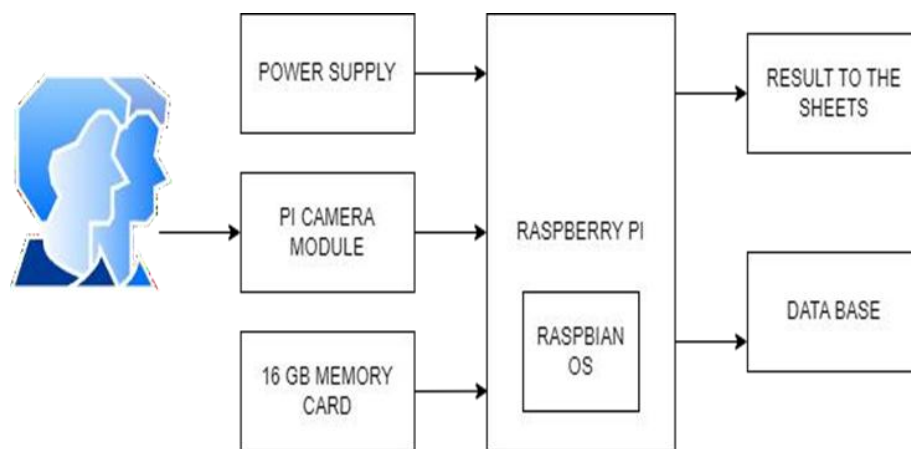 POWER SUPPLY
PI CAMERA
MODULE
16 GB MEMORY
CARD
RASPBERRY PI
RASPBIAN
OS
RESULT TO THE
SHEETS
DATA BASE